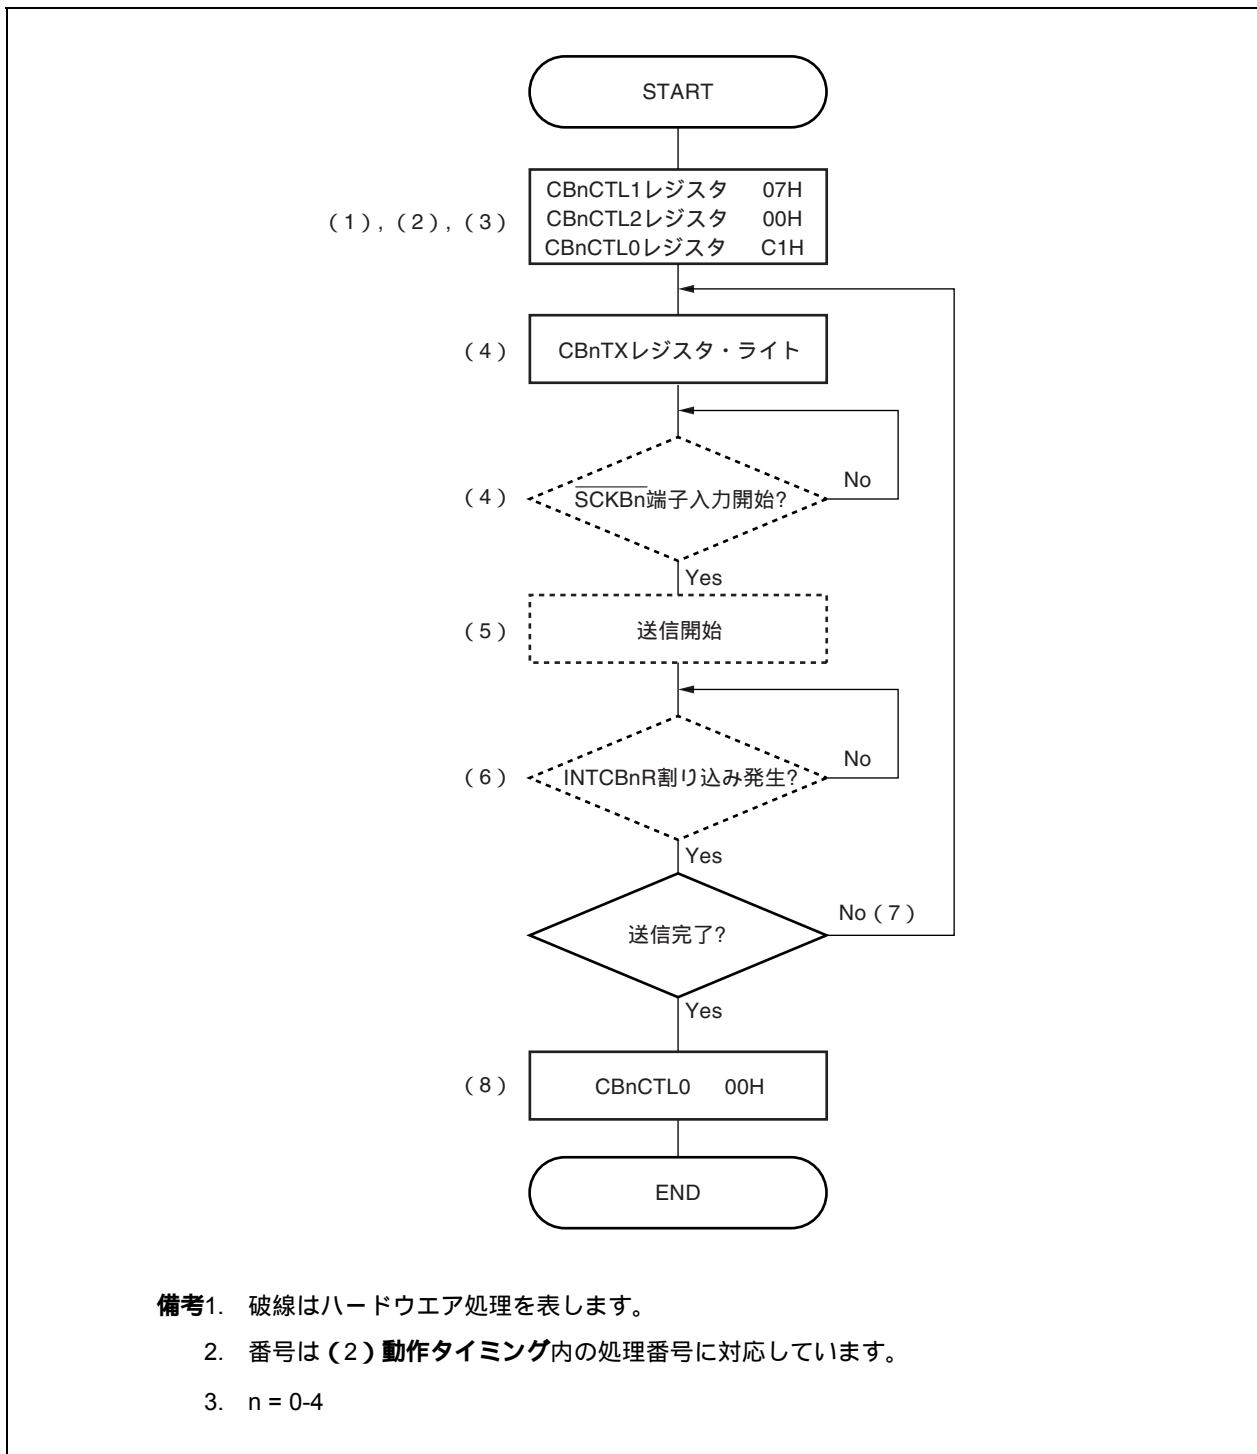 START
(1), (2), (3)
CBnCTL1レジスタ 07H
CBnCTL2レジスタ 00H
CBnCTL0レジスタ C1H
(4)
CBnTXレジスタ・ライト
(4)
SCKBn端子入力開始?
No
Yes
(5)
送信開始
(6)
INTCBnR割り込み発生?
No
Yes
送信完了?
No(7)
Yes
(8)
CBnCTL0 00H
END
備考1. 破線はハードウエア処理を表します。
2. 番号は(2)動作タイミング内の処理番号に対応しています。
3. n = 0-4